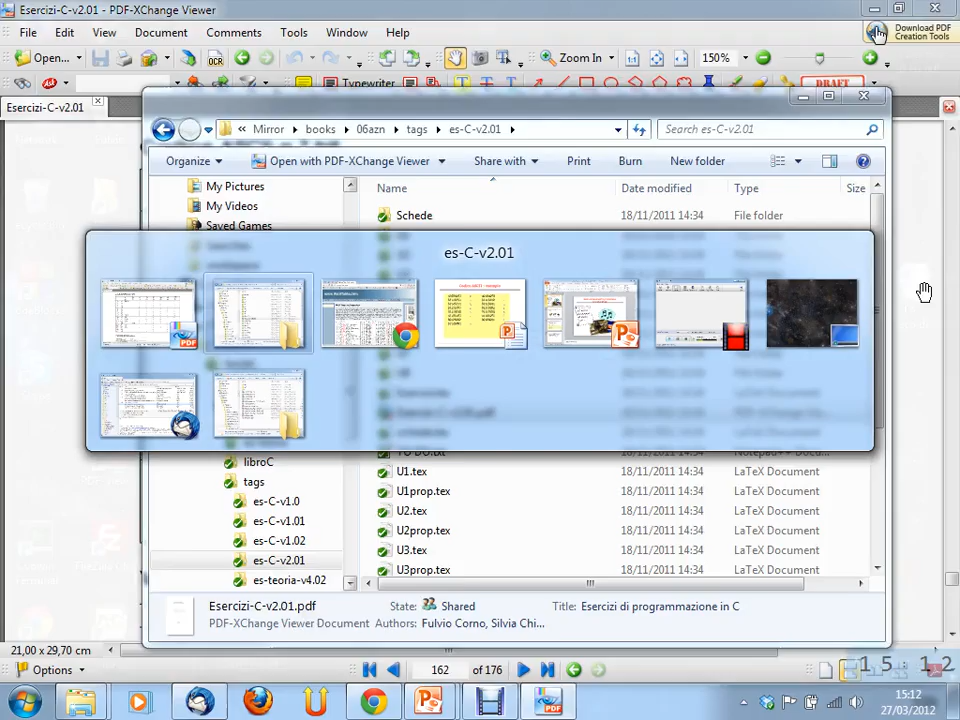 Esercizi-C-v2.01 - PDF-XChange Viewer
File Edit View Document Comments Tools Window Help
Download PDF
Creation Tools
Open... OCR Zoom In 150%
Typewriter DRAFT
Esercizi-C-v2.01
« Mirror books 06azn tags es-C-v2.01 Search es-C-v2.01
Organize Open with PDF-XChange Viewer Share with Print Burn New folder
My Pictures
My Videos
Saved Games
Name Date modified Type Size
Schede 18/11/2011 14:34 File folder
es-C-v2.01
libroC
tags
es-C-v1.0
es-C-v1.01
es-C-v1.02
es-C-v2.01
es-teoria-v4.02
U1.tex 18/11/2011 14:34 LaTeX Document
U1prop.tex 18/11/2011 14:34 LaTeX Document
U2.tex 18/11/2011 14:34 LaTeX Document
U2prop.tex 18/11/2011 14:34 LaTeX Document
U3.tex 18/11/2011 14:34 LaTeX Document
U3prop.tex 18/11/2011 14:34 LaTeX Document
Esercizi-C-v2.01.pdf State: Shared Title: Esercizi di programmazione in C
PDF-XChange Viewer Document Authors: Fulvio Corno, Silvia Chi...
21,00 x 29,70 cm
Options 162 of 176
15:12
15:12
27/03/2012